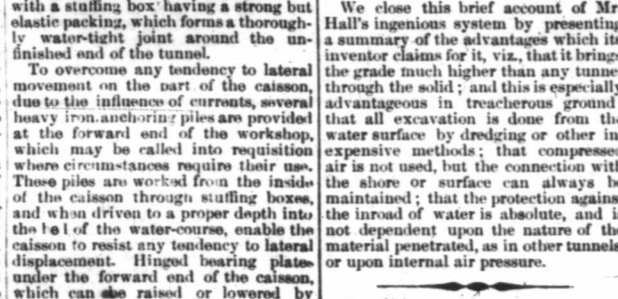 with a stuffing box having a strong but
elastic packing, which forms a thorough-
ly water-tight joint around the un-
finished end of the tunnel.
To overcome any tendency to lateral
movement on the part of the caisson,
due to the influence of currents, several
heavy iron anchoring piles are provided
at the forward end of the workshop,
which may be called into requisition
where circumstances require their use.
These piles are worked from the inside
of the caisson through stuffing boxes,
and when driven to a proper depth into
the bed of the water-course, enable the
caisson to resist any tendency to lateral
displacement. Hinged bearing plates
under the forward end of the caisson,
which can be raised or lowered by
We close this brief account of Mr
Hall's ingenious system by presenting
a summary of the advantages which its
inventor claims for it, viz., that it brings
the grade much higher than any tunne
through the solid; and this is especially
advantageous in treacherous ground
that all excavation is done from the
water surface by dredging or other in
expensive methods; that compressed
air is not used, but the connection with
the shore or surface can always b
maintained; that the protection agains
the inroad of water is absolute, and i
not dependent upon the nature of th
material penetrated, as in other tunnels
or upon internal air pressure.